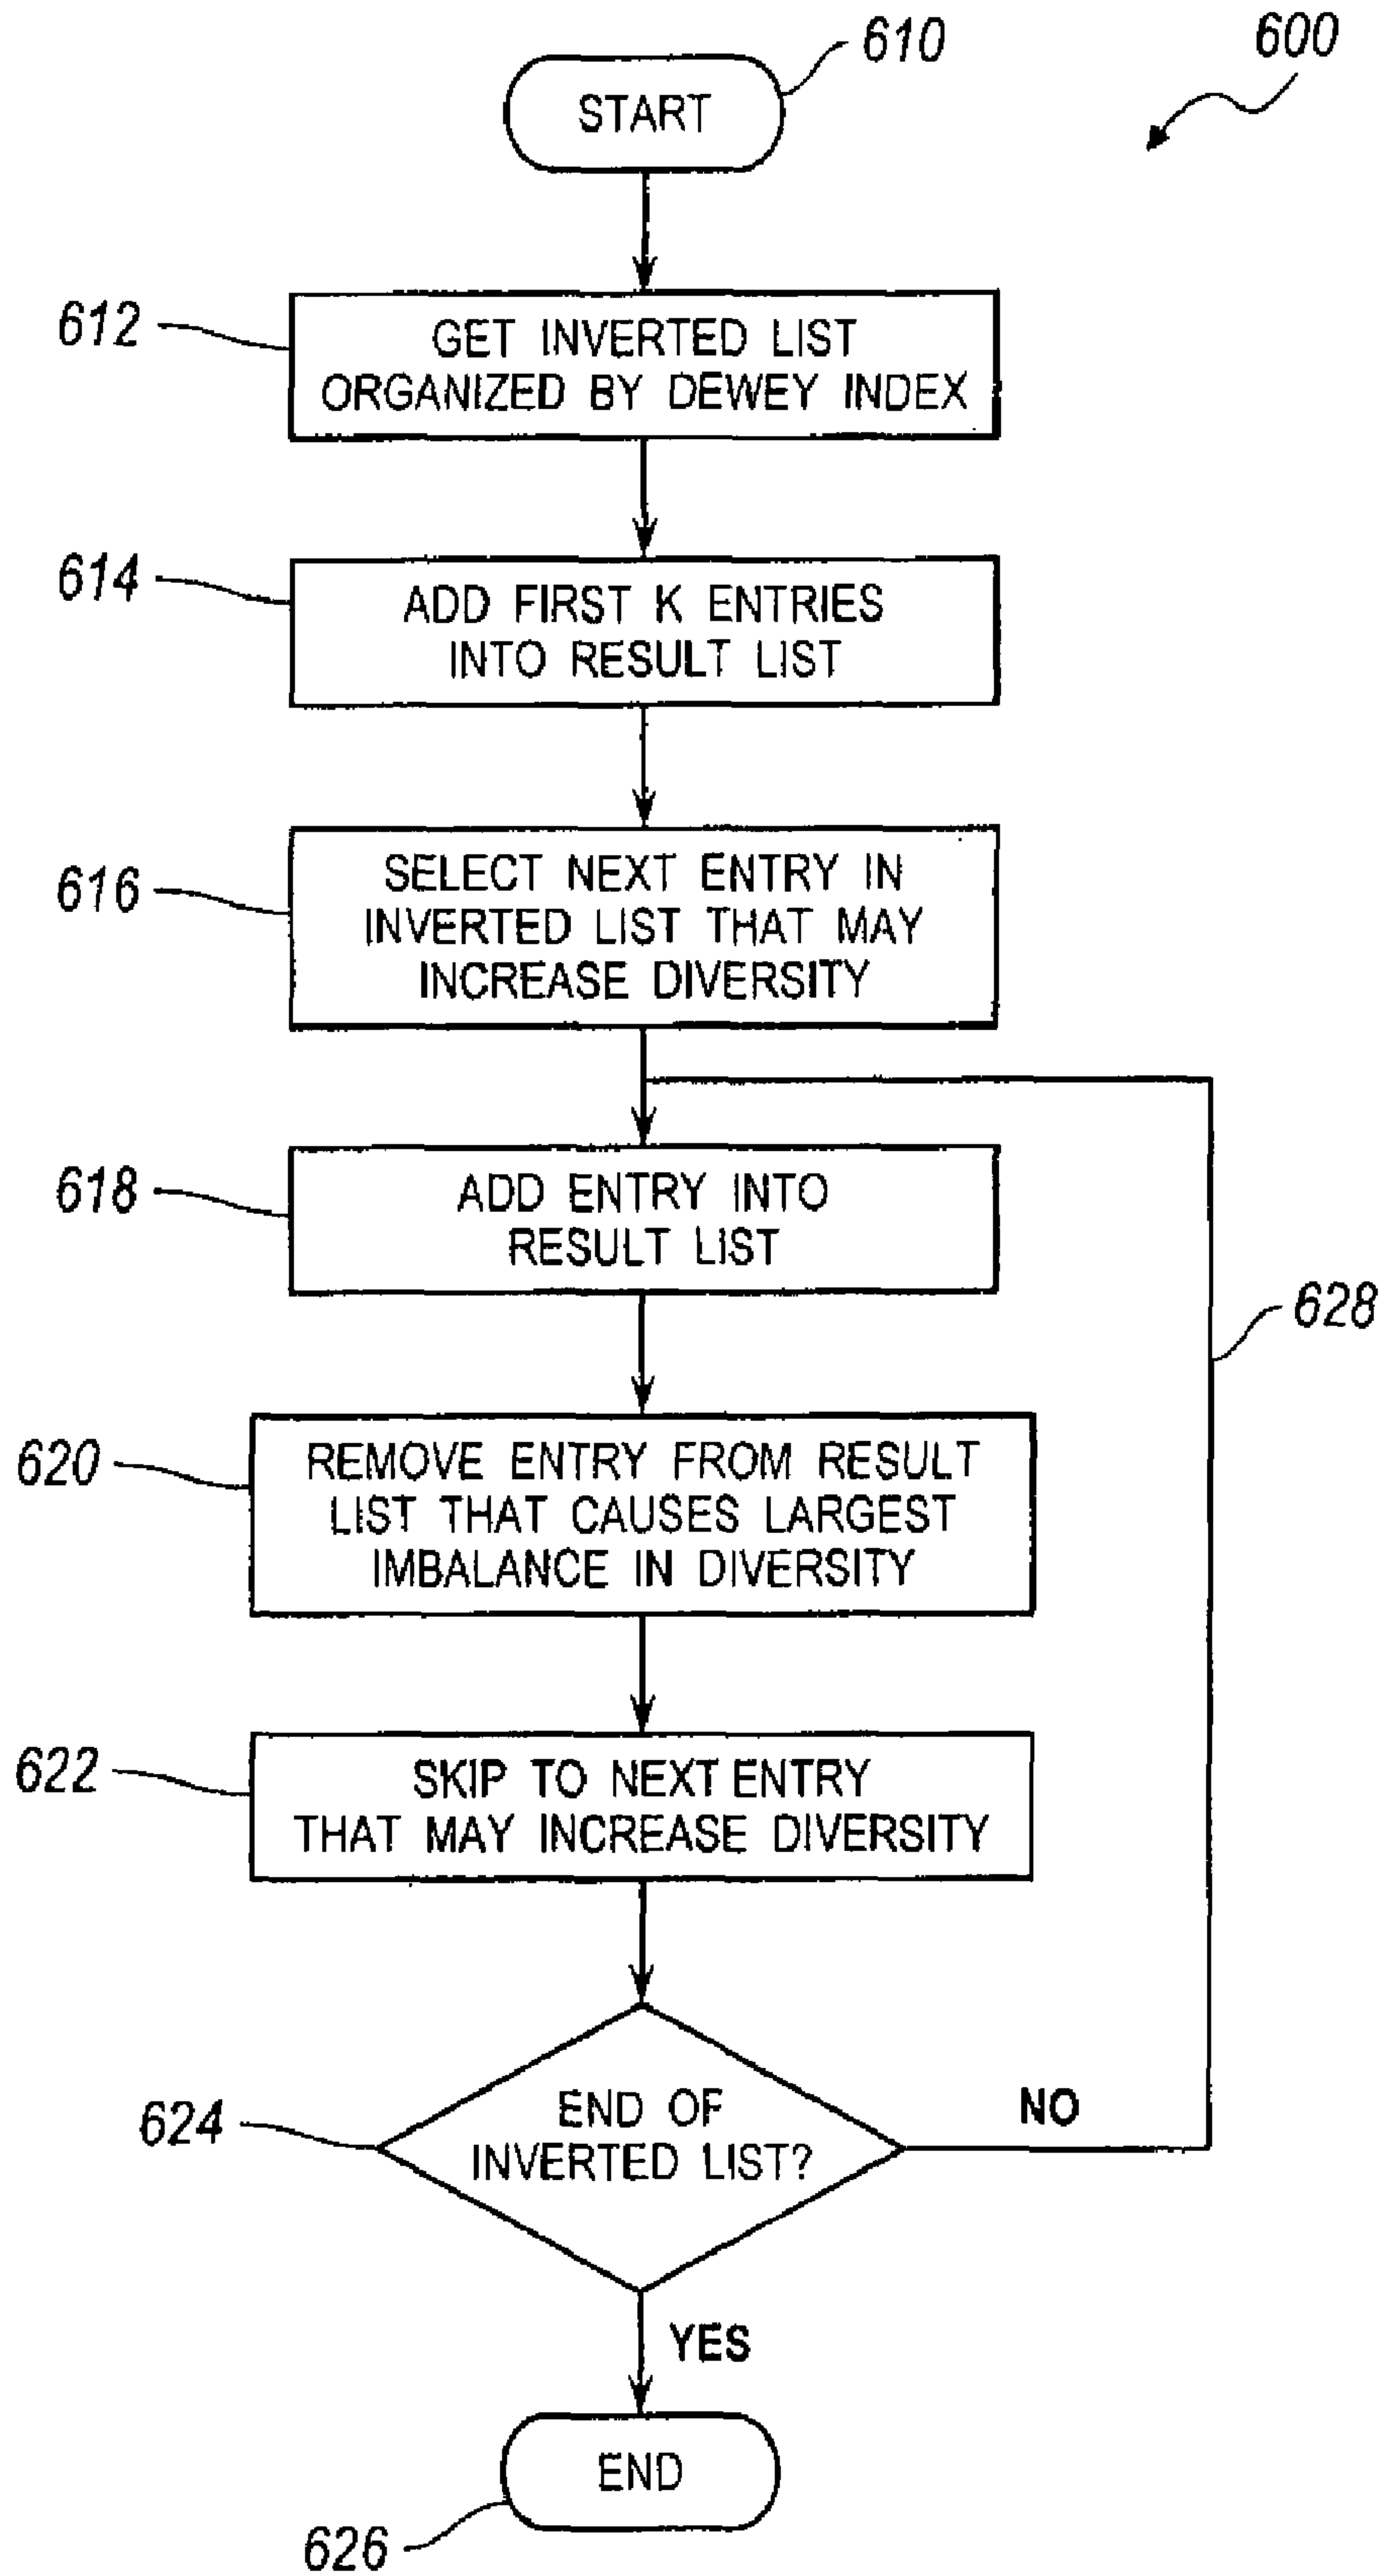 610
600
START
612
GET INVERTED LIST
ORGANIZED BY DEWEY INDEX
614
ADD FIRST K ENTRIES
INTO RESULT LIST
616
SELECT NEXT ENTRY IN
INVERTED LIST THAT MAY
INCREASE DIVERSITY
618
ADD ENTRY INTO
RESULT LIST
628
620
REMOVE ENTRY FROM RESULT
LIST THAT CAUSES LARGEST
IMBALANCE IN DIVERSITY
622
SKIP TO NEXT ENTRY
THAT MAY INCREASE DIVERSITY
624
END OF
INVERTED LIST?
NO
YES
END
626